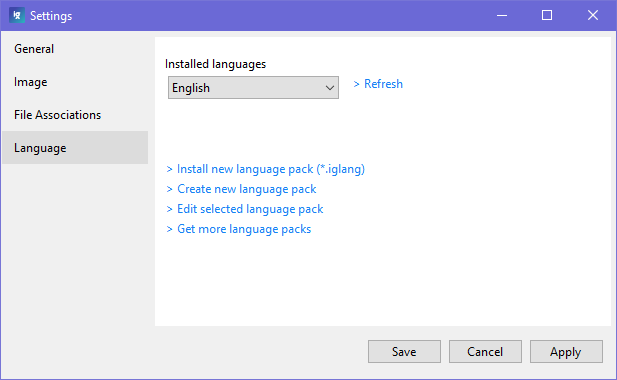 ig
Settings
General
Image
File Associations
Language
Installed languages
English
> Refresh
> Install new language pack (*.iglang)
> Create new language pack
> Edit selected language pack
> Get more language packs
Save
Cancel
Apply